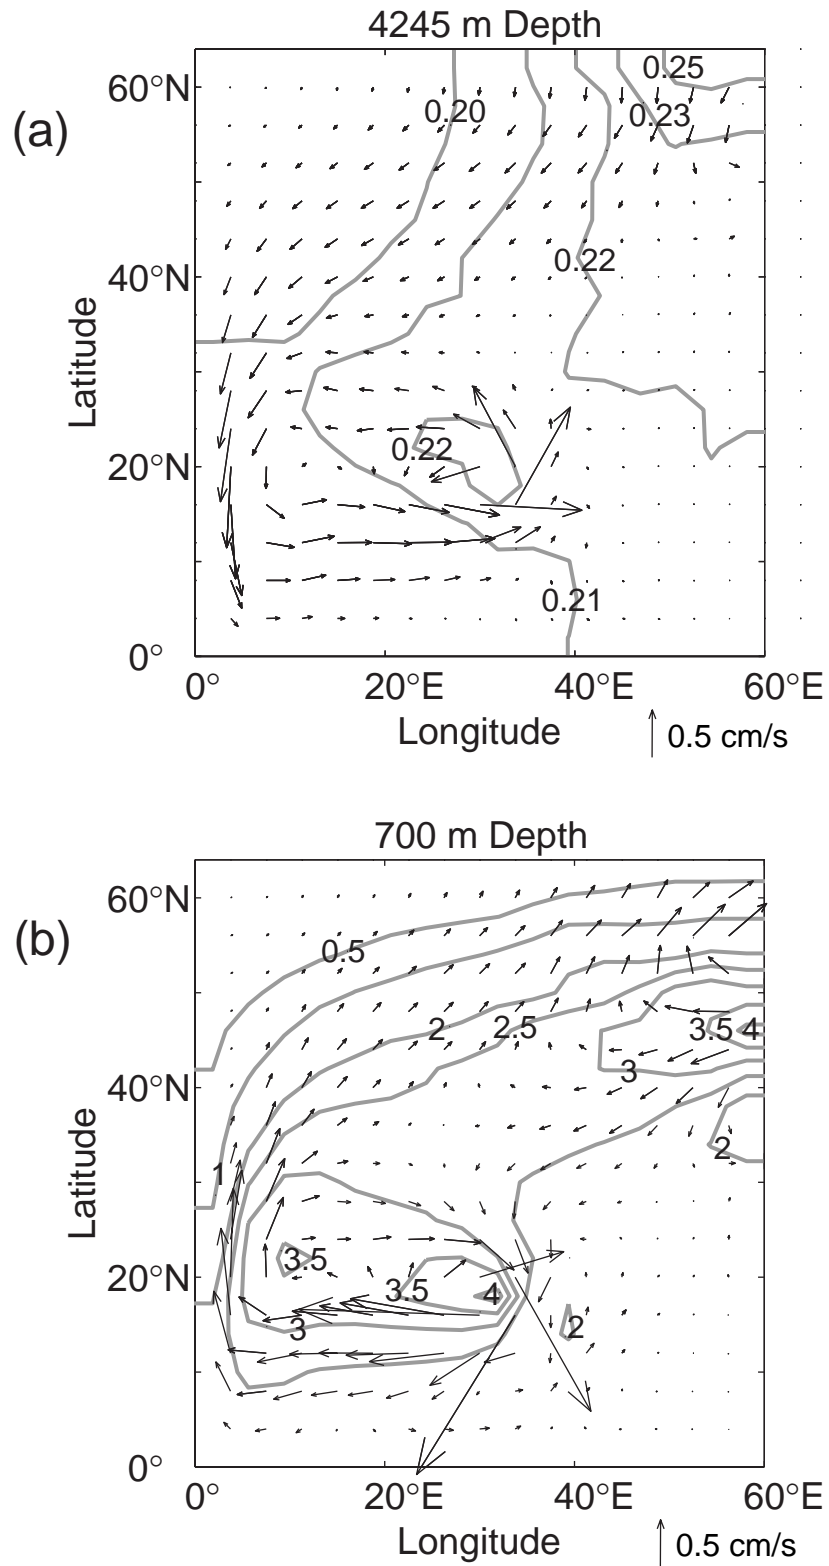 4245 m Depth
(a)
60°N
40°N
20°N
0°
Latitude
0.25
0.20
0.23
0.22
0.22
0.21
0°
20°E
40°E
60°E
Longitude
0.5 cm/s
700 m Depth
(b)
60°N
40°N
20°N
0°
Latitude
0.5
2
2.5
3.5
4
3
2
1
3.5
3.5
4
3
2
0°
20°E
40°E
60°E
Longitude
0.5 cm/s